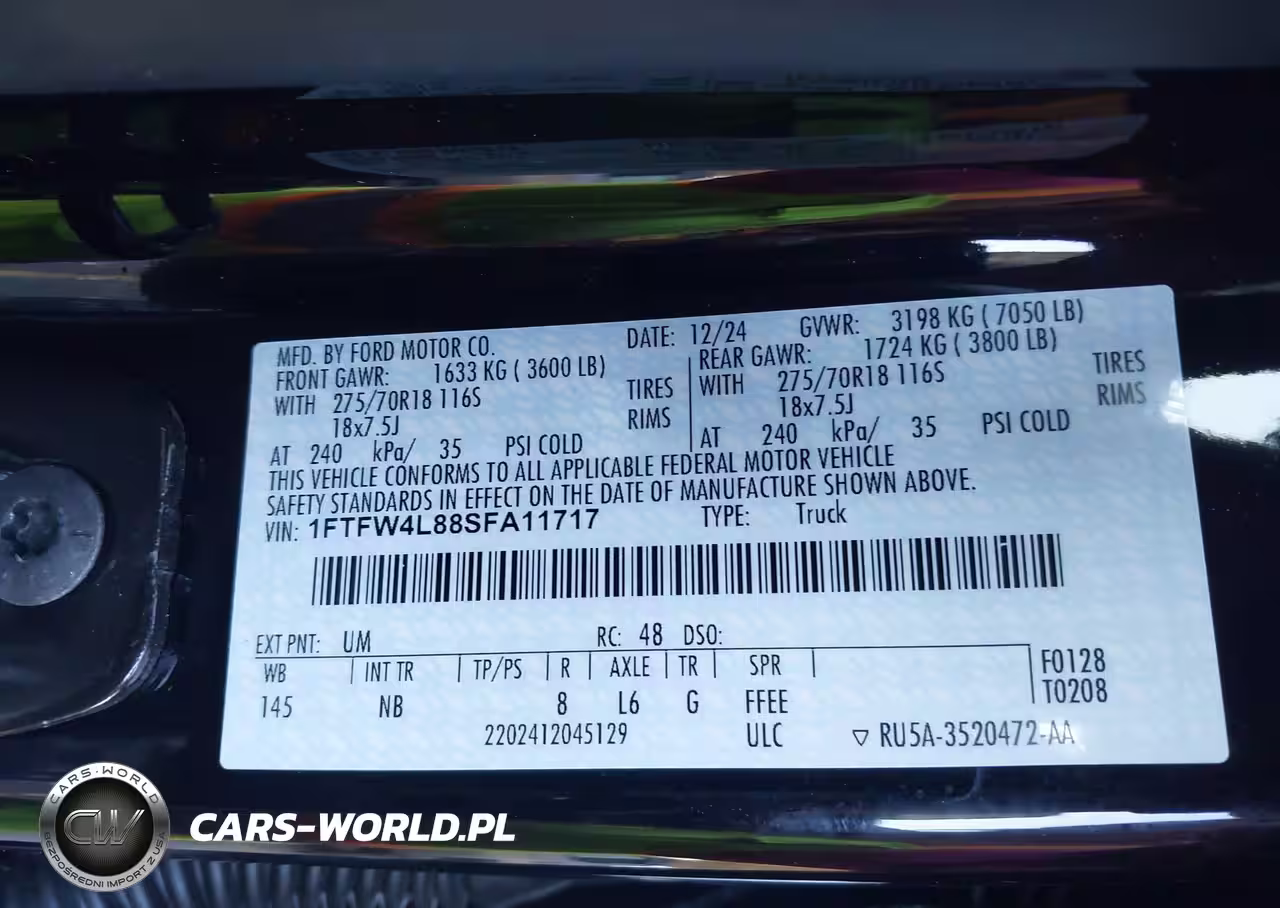 MFD. BY FORD MOTOR CO. DATE: 12/24 GVWR: 3198 KG ( 7050 LB)
FRONT GAWR: 1633 KG ( 3600 LB) REAR GAWR: 1724 KG ( 3800 LB)
WITH 275/70R18 116S TIRES WITH 275/70R18 116S TIRES
18x7.5J RIMS 18x7.5J RIMS
AT 240 kPa/ 35 PSI COLD AT 240 kPa/ 35 PSI COLD
THIS VEHICLE CONFORMS TO ALL APPLICABLE FEDERAL MOTOR VEHICLE
SAFETY STANDARDS IN EFFECT ON THE DATE OF MANUFACTURE SHOWN ABOVE.
VIN: 1FTFW4L88SFA11717 TYPE: Truck
EXT PNT: UM RC: 48 DSO:
WB INT TR TP/PS R AXLE TR SPR F0128
145 NB 8 L6 G FFEE T0208
2202412045129 ULC ▽ RU5A-3520472-AA
CARS-WORLD
CW
BEZPOŚREDNI IMPORT Z USA
CARS-WORLD.PL